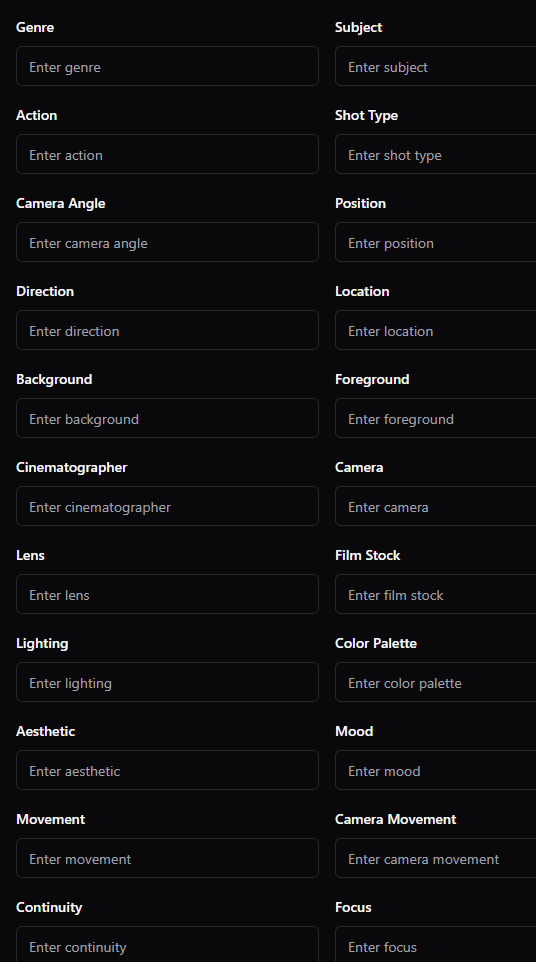 Genre
Subject
Enter genre
Enter subject
Action
Shot Type
Enter action
Enter shot type
Camera Angle
Position
Enter camera angle
Enter position
Direction
Location
Enter direction
Enter location
Background
Foreground
Enter background
Enter foreground
Cinematographer
Camera
Enter cinematographer
Enter camera
Lens
Film Stock
Enter lens
Enter film stock
Lighting
Color Palette
Enter lighting
Enter color palette
Aesthetic
Mood
Enter aesthetic
Enter mood
Movement
Camera Movement
Enter movement
Enter camera movement
Continuity
Focus
Enter continuity
Enter focus